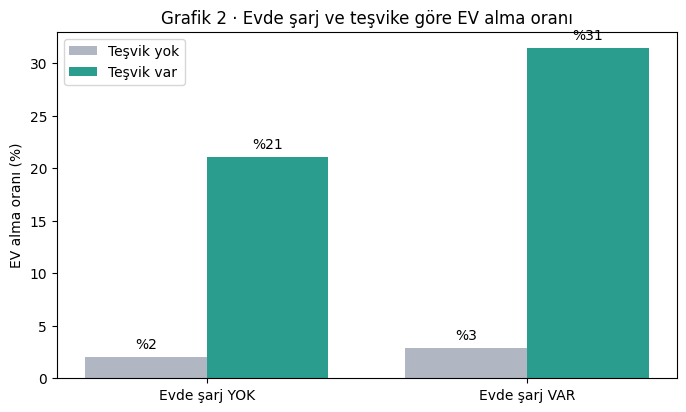 Grafik 2 · Evde şarj ve teşvike göre EV alma oranı
Teşvik yok
Teşvik var
EV alma oranı (%)
30
25
20
15
10
5
0
%2
%21
%3
%31
Evde şarj YOK
Evde şarj VAR